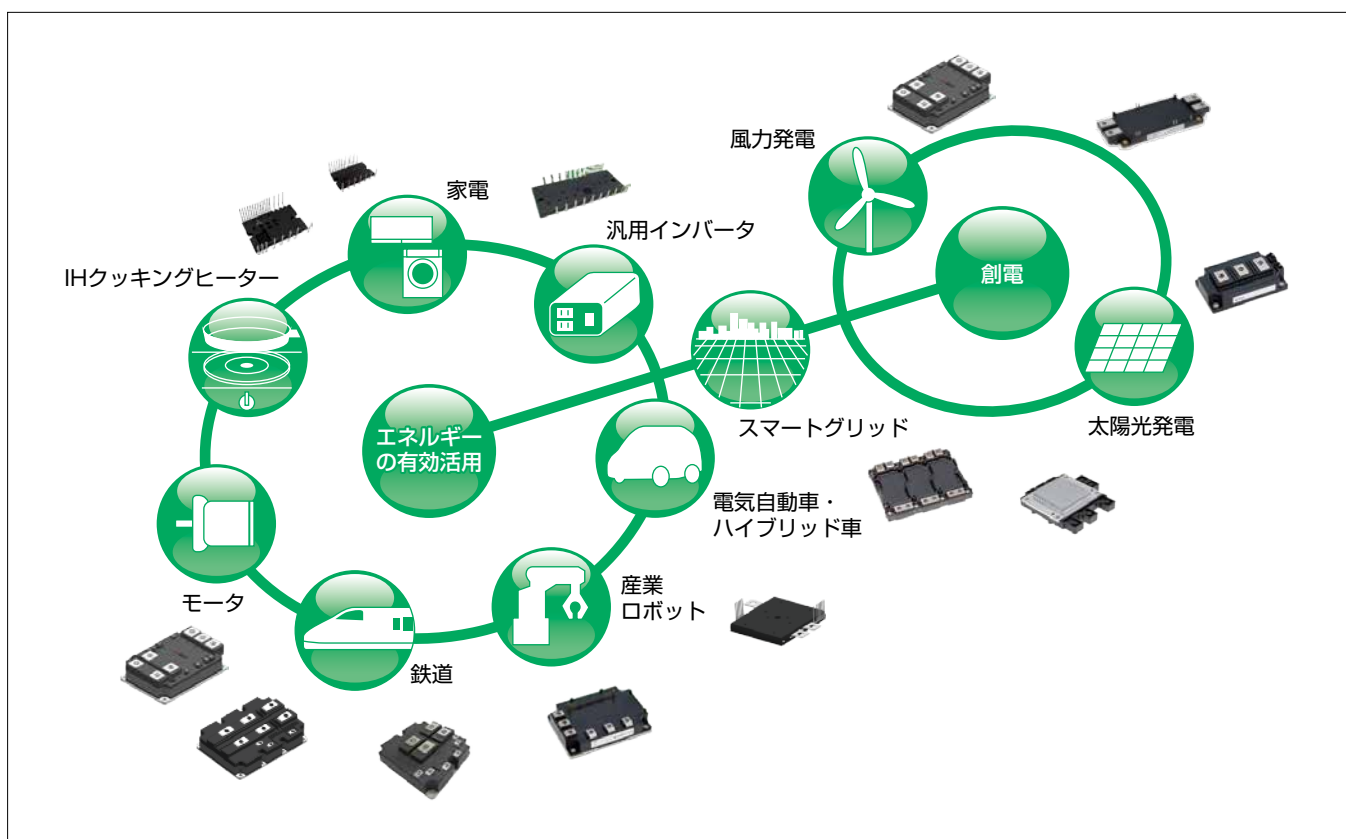 風力発電
家電
汎用インバータ
IHクッキングヒーター
創電
スマートグリッド
太陽光発電
エネルギー
の有効活用
電気自動車・
ハイブリッド車
産業
ロボット
モータ
鉄道